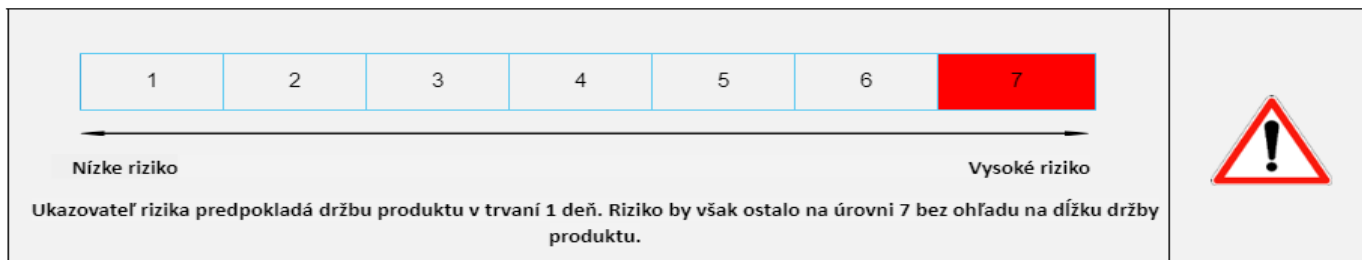 1 2 3 4 5 6 7
Nízke riziko Vysoké riziko
Ukazovateľ rizika predpokladá držbu produktu v trvaní 1 deň. Riziko by však ostalo na úrovni 7 bez ohľadu na dĺžku držby
produktu.